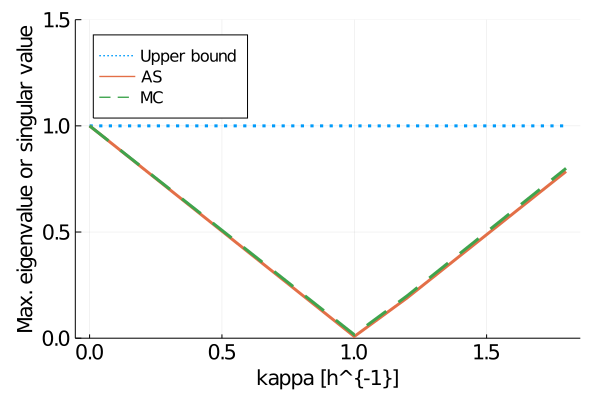 Max. eigenvalue or singular value
1.5
1.0
0.5
0.0
Upper bound
AS
MC
0.0 0.5 1.0 1.5
kappa [h^{-1}]